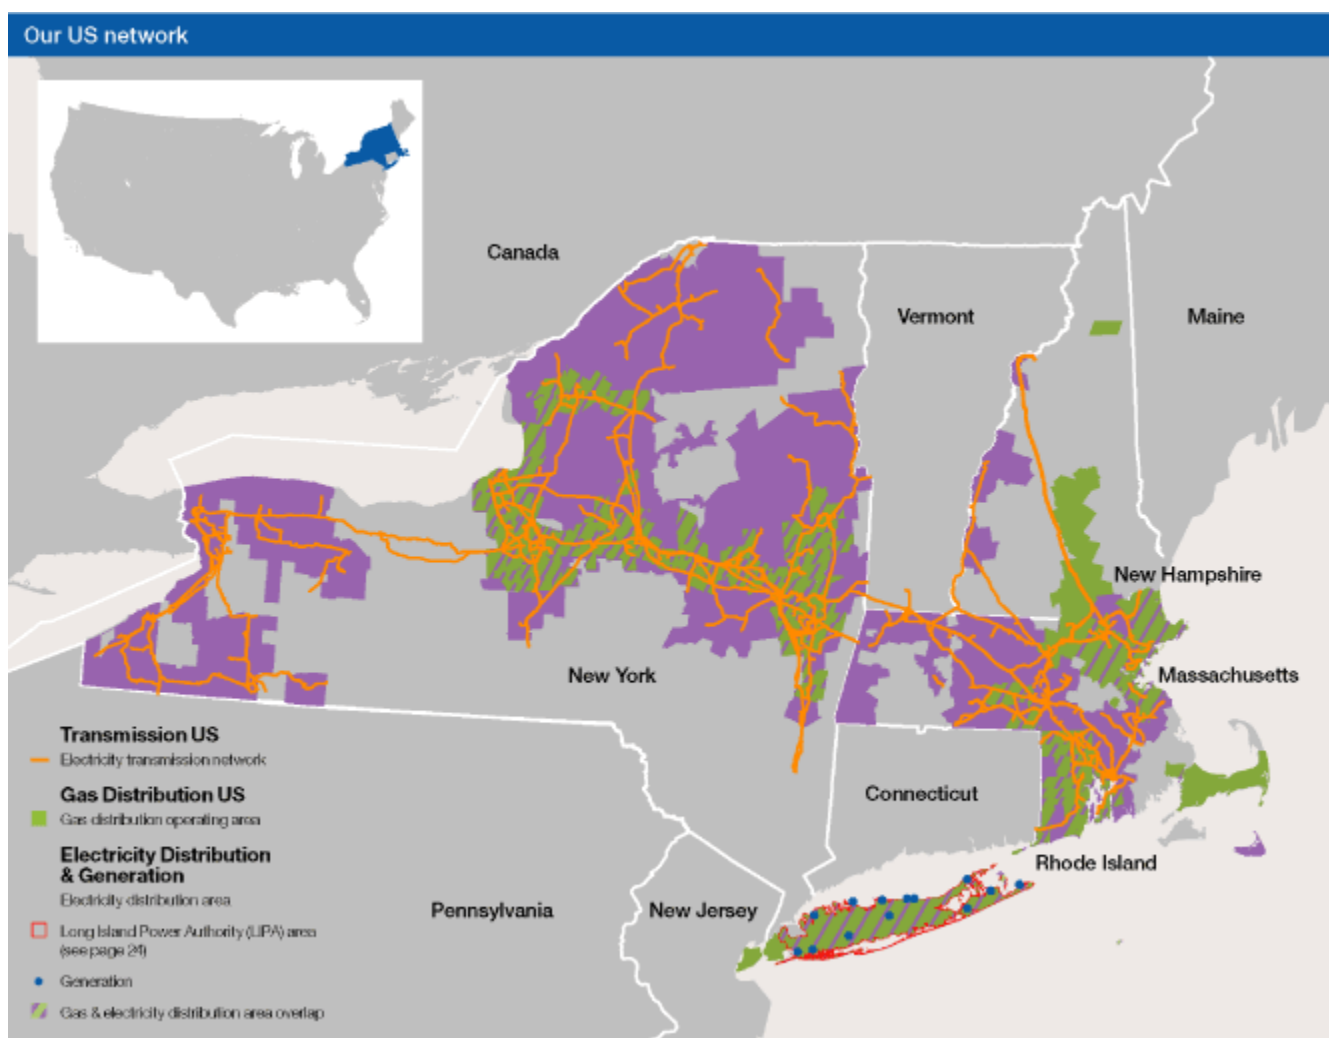 Our US network
Canada
Vermont
Maine
New Hampshire
New York
Massachusetts
Transmission US
Electricity transmission network
Gas Distribution US
Gas distribution operating area
Connecticut
Electricity Distribution
& Generation
Electricity distribution area
Rhode Island
Pennsylvania
New Jersey
Long Island Power Authority (LIPA) area
(see page 24)
Generation
Gas & electricity distribution area overlap